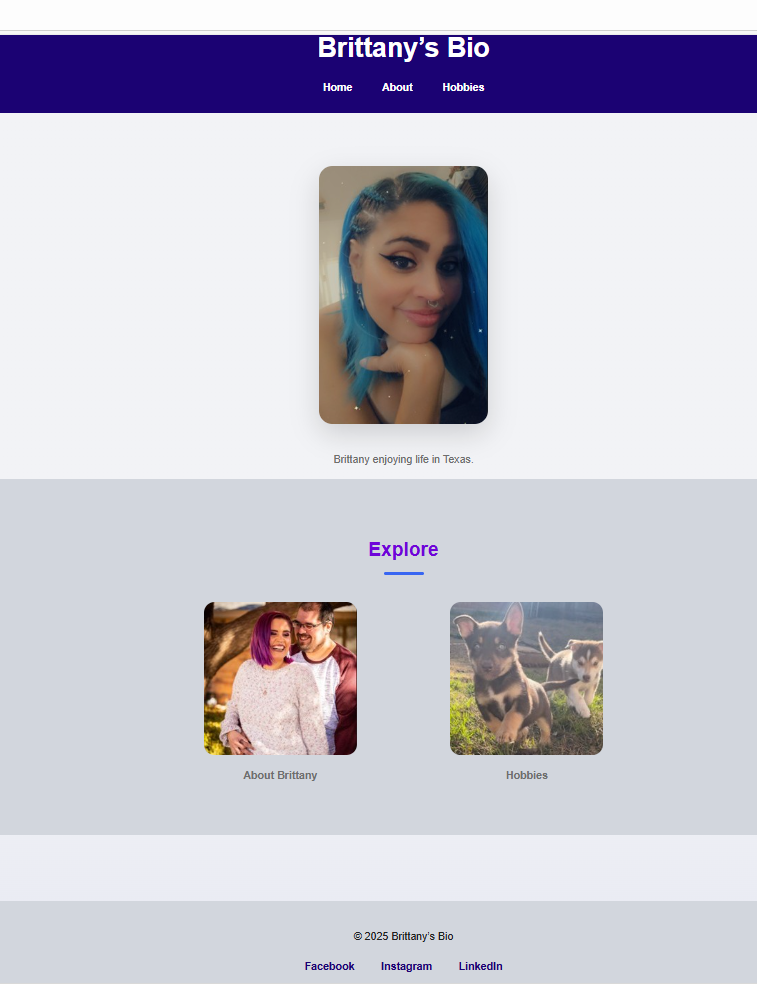 Brittany’s Bio
Home About Hobbies
Brittany enjoying life in Texas.
Explore
About Brittany Hobbies
© 2025 Brittany’s Bio
Facebook Instagram LinkedIn